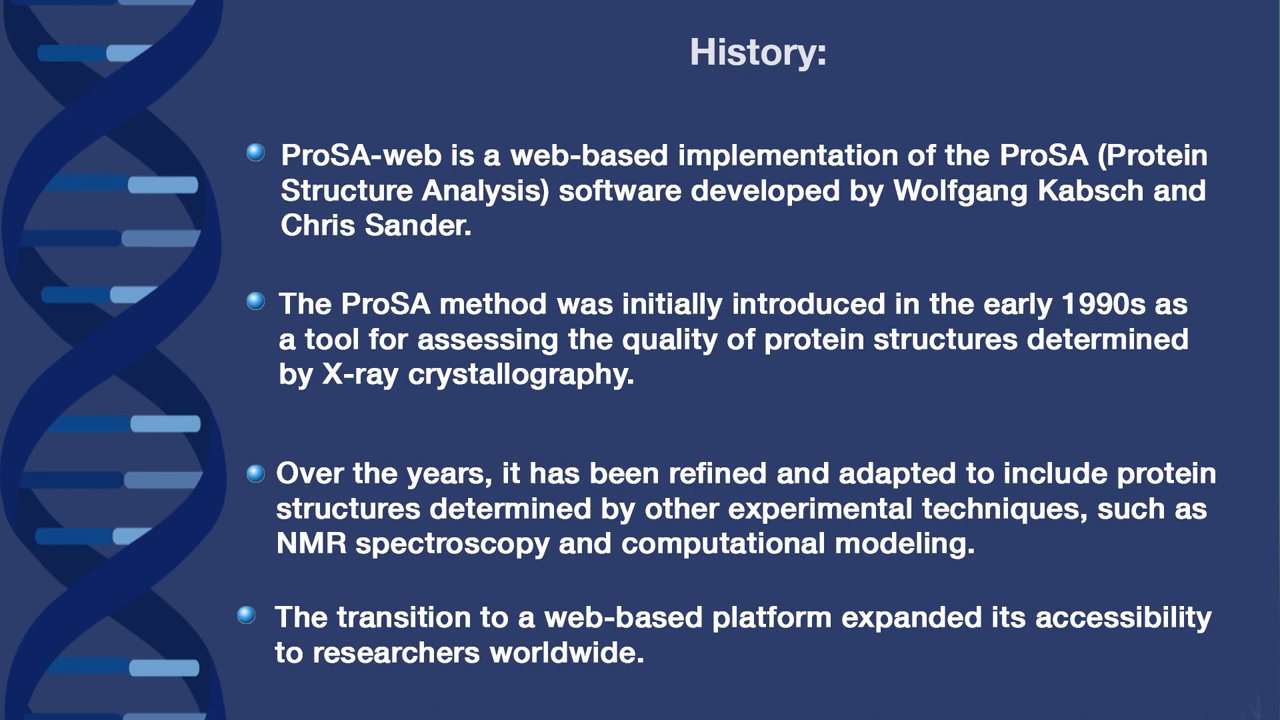 History:
ProSA-web is a web-based implementation of the ProSA (Protein
Structure Analysis) software developed by Wolfgang Kabsch and
Chris Sander.
The ProSA method was initially introduced in the early 1990s as
a tool for assessing the quality of protein structures determined
by X-ray crystallography.
Over the years, it has been refined and adapted to include protein
structures determined by other experimental techniques, such as
NMR spectroscopy and computational modeling.
The transition to a web-based platform expanded its accessibility
to researchers worldwide.